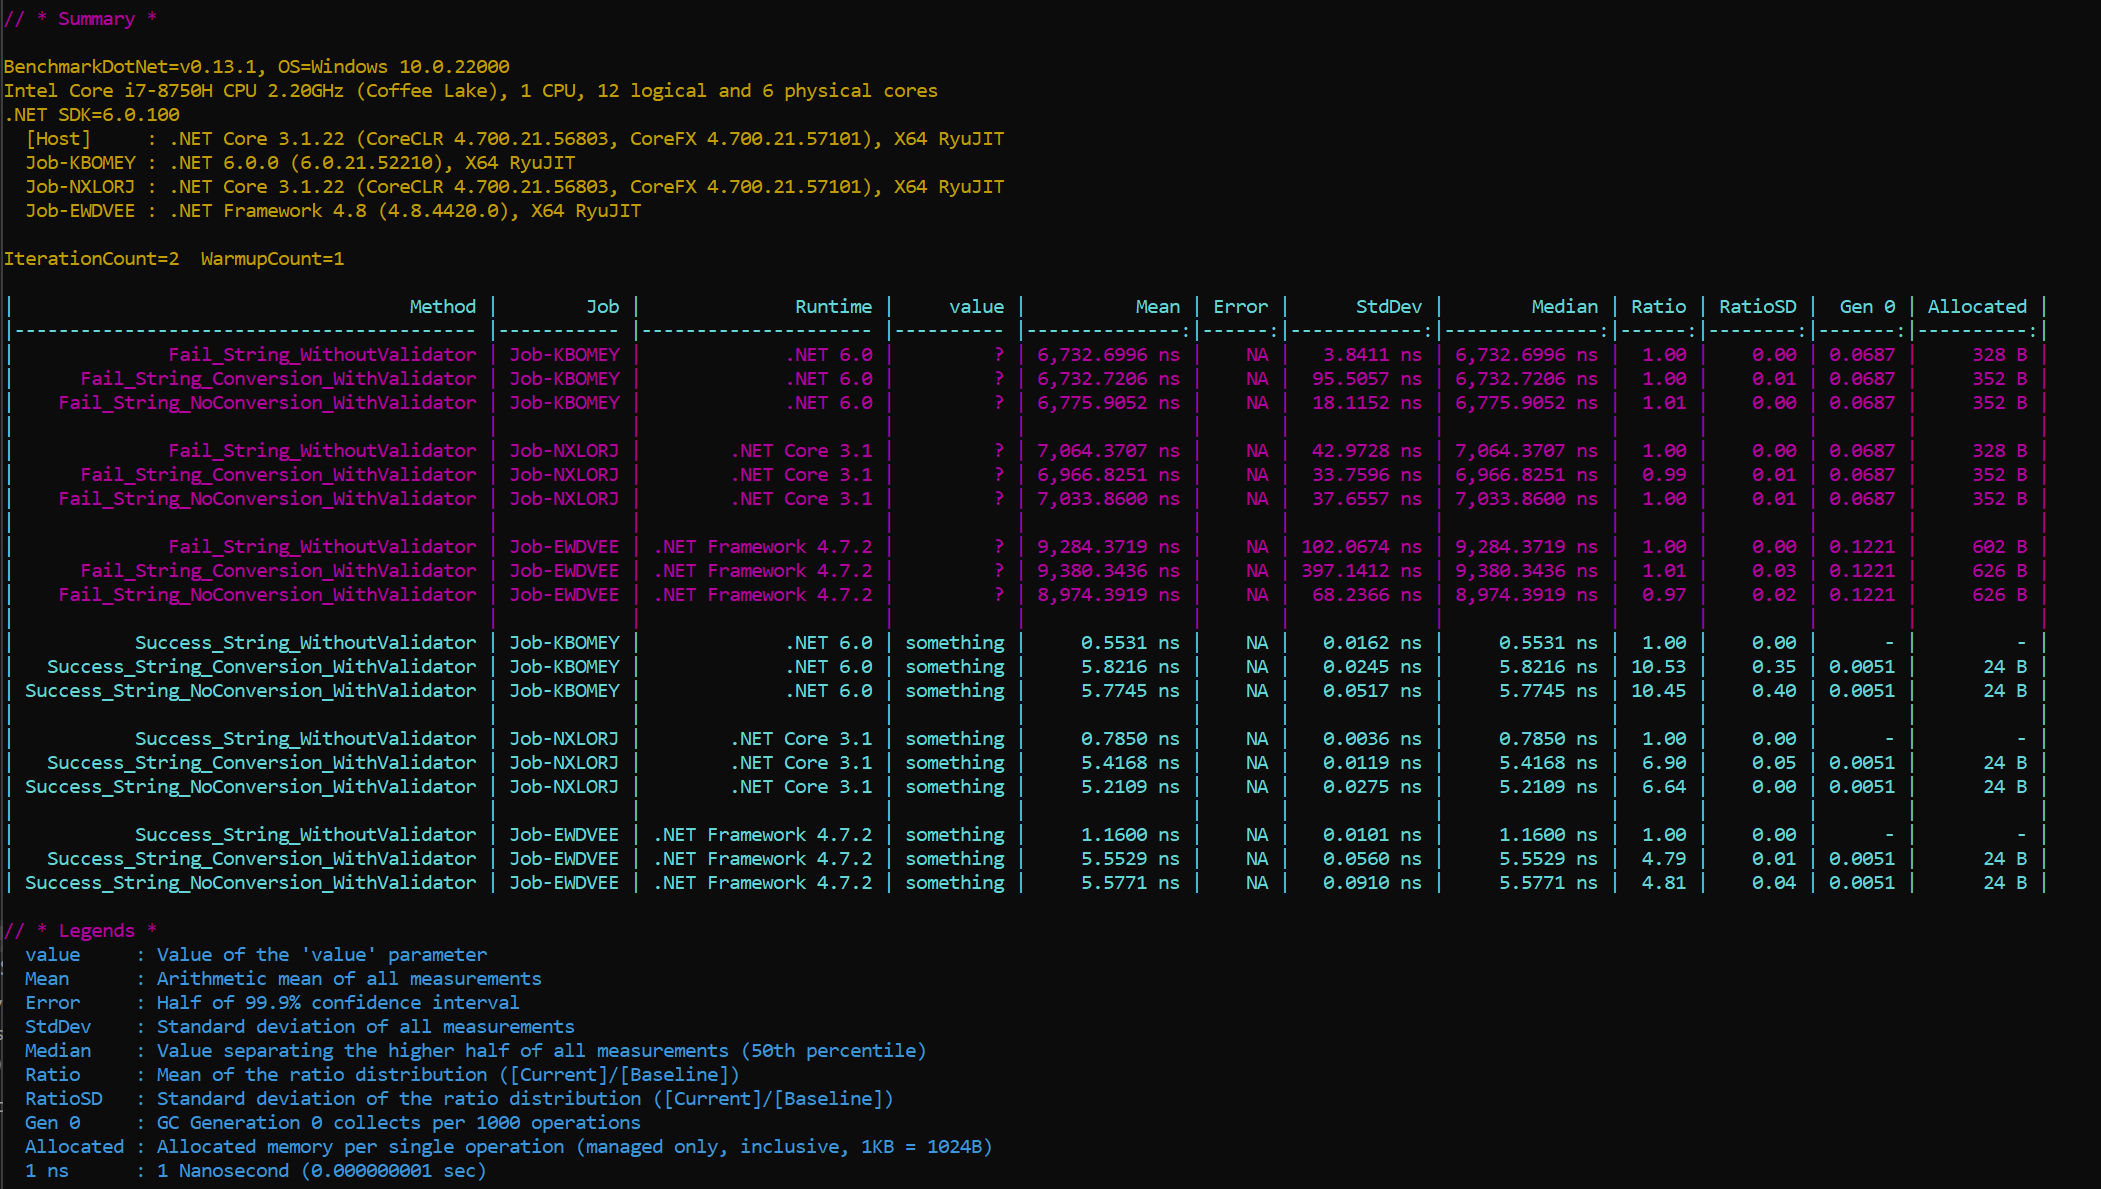 // * Summary *
BenchmarkDotNet=v0.13.1, OS=Windows 10.0.22000
Intel Core i7-8750H CPU 2.20GHz (Coffee Lake), 1 CPU, 12 logical and 6 physical cores
.NET SDK=6.0.100
[Host]     : .NET Core 3.1.22 (CoreCLR 4.700.21.56803, CoreFX 4.700.21.57101), X64 RyuJIT
Job-KBOMEY : .NET 6.0.0 (6.0.21.52210), X64 RyuJIT
Job-NXLORJ : .NET Core 3.1.22 (CoreCLR 4.700.21.56803, CoreFX 4.700.21.57101), X64 RyuJIT
Job-EWDVEE : .NET Framework 4.8 (4.8.4420.0), X64 RyuJIT
IterationCount=2  WarmupCount=1
| Method | Job | Runtime | value | Mean | Error | StdDev | Median | Ratio | RatioSD | Gen 0 | Allocated |
|------------------------------------------ |----------- |--------------------- |---------- |--------------:|------:|------------:|--------------:|------:|--------:|-------:|----------:|
| Fail_String_WithoutValidator | Job-KBOMEY | .NET 6.0 | ? | 6,732.6996 ns | NA | 3.8411 ns | 6,732.6996 ns | 1.00 | 0.00 | 0.0687 | 328 B |
| Fail_String_Conversion_WithValidator | Job-KBOMEY | .NET 6.0 | ? | 6,732.7206 ns | NA | 95.5057 ns | 6,732.7206 ns | 1.00 | 0.01 | 0.0687 | 352 B |
| Fail_String_NoConversion_WithValidator | Job-KBOMEY | .NET 6.0 | ? | 6,775.9052 ns | NA | 18.1152 ns | 6,775.9052 ns | 1.01 | 0.00 | 0.0687 | 352 B |
| | | | | | | | | | | | |
| Fail_String_WithoutValidator | Job-NXLORJ | .NET Core 3.1 | ? | 7,064.3707 ns | NA | 42.9728 ns | 7,064.3707 ns | 1.00 | 0.00 | 0.0687 | 328 B |
| Fail_String_Conversion_WithValidator | Job-NXLORJ | .NET Core 3.1 | ? | 6,966.8251 ns | NA | 33.7596 ns | 6,966.8251 ns | 0.99 | 0.01 | 0.0687 | 352 B |
| Fail_String_NoConversion_WithValidator | Job-NXLORJ | .NET Core 3.1 | ? | 7,033.8600 ns | NA | 37.6557 ns | 7,033.8600 ns | 1.00 | 0.01 | 0.0687 | 352 B |
| | | | | | | | | | | | |
| Fail_String_WithoutValidator | Job-EWDVEE | .NET Framework 4.7.2 | ? | 9,284.3719 ns | NA | 102.0674 ns | 9,284.3719 ns | 1.00 | 0.00 | 0.1221 | 602 B |
| Fail_String_Conversion_WithValidator | Job-EWDVEE | .NET Framework 4.7.2 | ? | 9,380.3436 ns | NA | 397.1412 ns | 9,380.3436 ns | 1.01 | 0.03 | 0.1221 | 626 B |
| Fail_String_NoConversion_WithValidator | Job-EWDVEE | .NET Framework 4.7.2 | ? | 8,974.3919 ns | NA | 68.2366 ns | 8,974.3919 ns | 0.97 | 0.02 | 0.1221 | 626 B |
| | | | | | | | | | | | |
| Success_String_WithoutValidator | Job-KBOMEY | .NET 6.0 | something | 0.5531 ns | NA | 0.0162 ns | 0.5531 ns | 1.00 | 0.00 | - | - |
| Success_String_Conversion_WithValidator | Job-KBOMEY | .NET 6.0 | something | 5.8216 ns | NA | 0.0245 ns | 5.8216 ns | 10.53 | 0.35 | 0.0051 | 24 B |
| Success_String_NoConversion_WithValidator | Job-KBOMEY | .NET 6.0 | something | 5.7745 ns | NA | 0.0517 ns | 5.7745 ns | 10.45 | 0.40 | 0.0051 | 24 B |
| | | | | | | | | | | | |
| Success_String_WithoutValidator | Job-NXLORJ | .NET Core 3.1 | something | 0.7850 ns | NA | 0.0036 ns | 0.7850 ns | 1.00 | 0.00 | - | - |
| Success_String_Conversion_WithValidator | Job-NXLORJ | .NET Core 3.1 | something | 5.4168 ns | NA | 0.0119 ns | 5.4168 ns | 6.90 | 0.05 | 0.0051 | 24 B |
| Success_String_NoConversion_WithValidator | Job-NXLORJ | .NET Core 3.1 | something | 5.2109 ns | NA | 0.0275 ns | 5.2109 ns | 6.64 | 0.00 | 0.0051 | 24 B |
| | | | | | | | | | | | |
| Success_String_WithoutValidator | Job-EWDVEE | .NET Framework 4.7.2 | something | 1.1600 ns | NA | 0.0101 ns | 1.1600 ns | 1.00 | 0.00 | - | - |
| Success_String_Conversion_WithValidator | Job-EWDVEE | .NET Framework 4.7.2 | something | 5.5529 ns | NA | 0.0560 ns | 5.5529 ns | 4.79 | 0.01 | 0.0051 | 24 B |
| Success_String_NoConversion_WithValidator | Job-EWDVEE | .NET Framework 4.7.2 | something | 5.5771 ns | NA | 0.0910 ns | 5.5771 ns | 4.81 | 0.04 | 0.0051 | 24 B |
// * Legends *
value     : Value of the 'value' parameter
Mean      : Arithmetic mean of all measurements
Error     : Half of 99.9% confidence interval
StdDev    : Standard deviation of all measurements
Median    : Value separating the higher half of all measurements (50th percentile)
Ratio     : Mean of the ratio distribution ([Current]/[Baseline])
RatioSD   : Standard deviation of the ratio distribution ([Current]/[Baseline])
Gen 0     : GC Generation 0 collects per 1000 operations
Allocated : Allocated memory per single operation (managed only, inclusive, 1KB = 1024B)
1 ns      : 1 Nanosecond (0.000000001 sec)